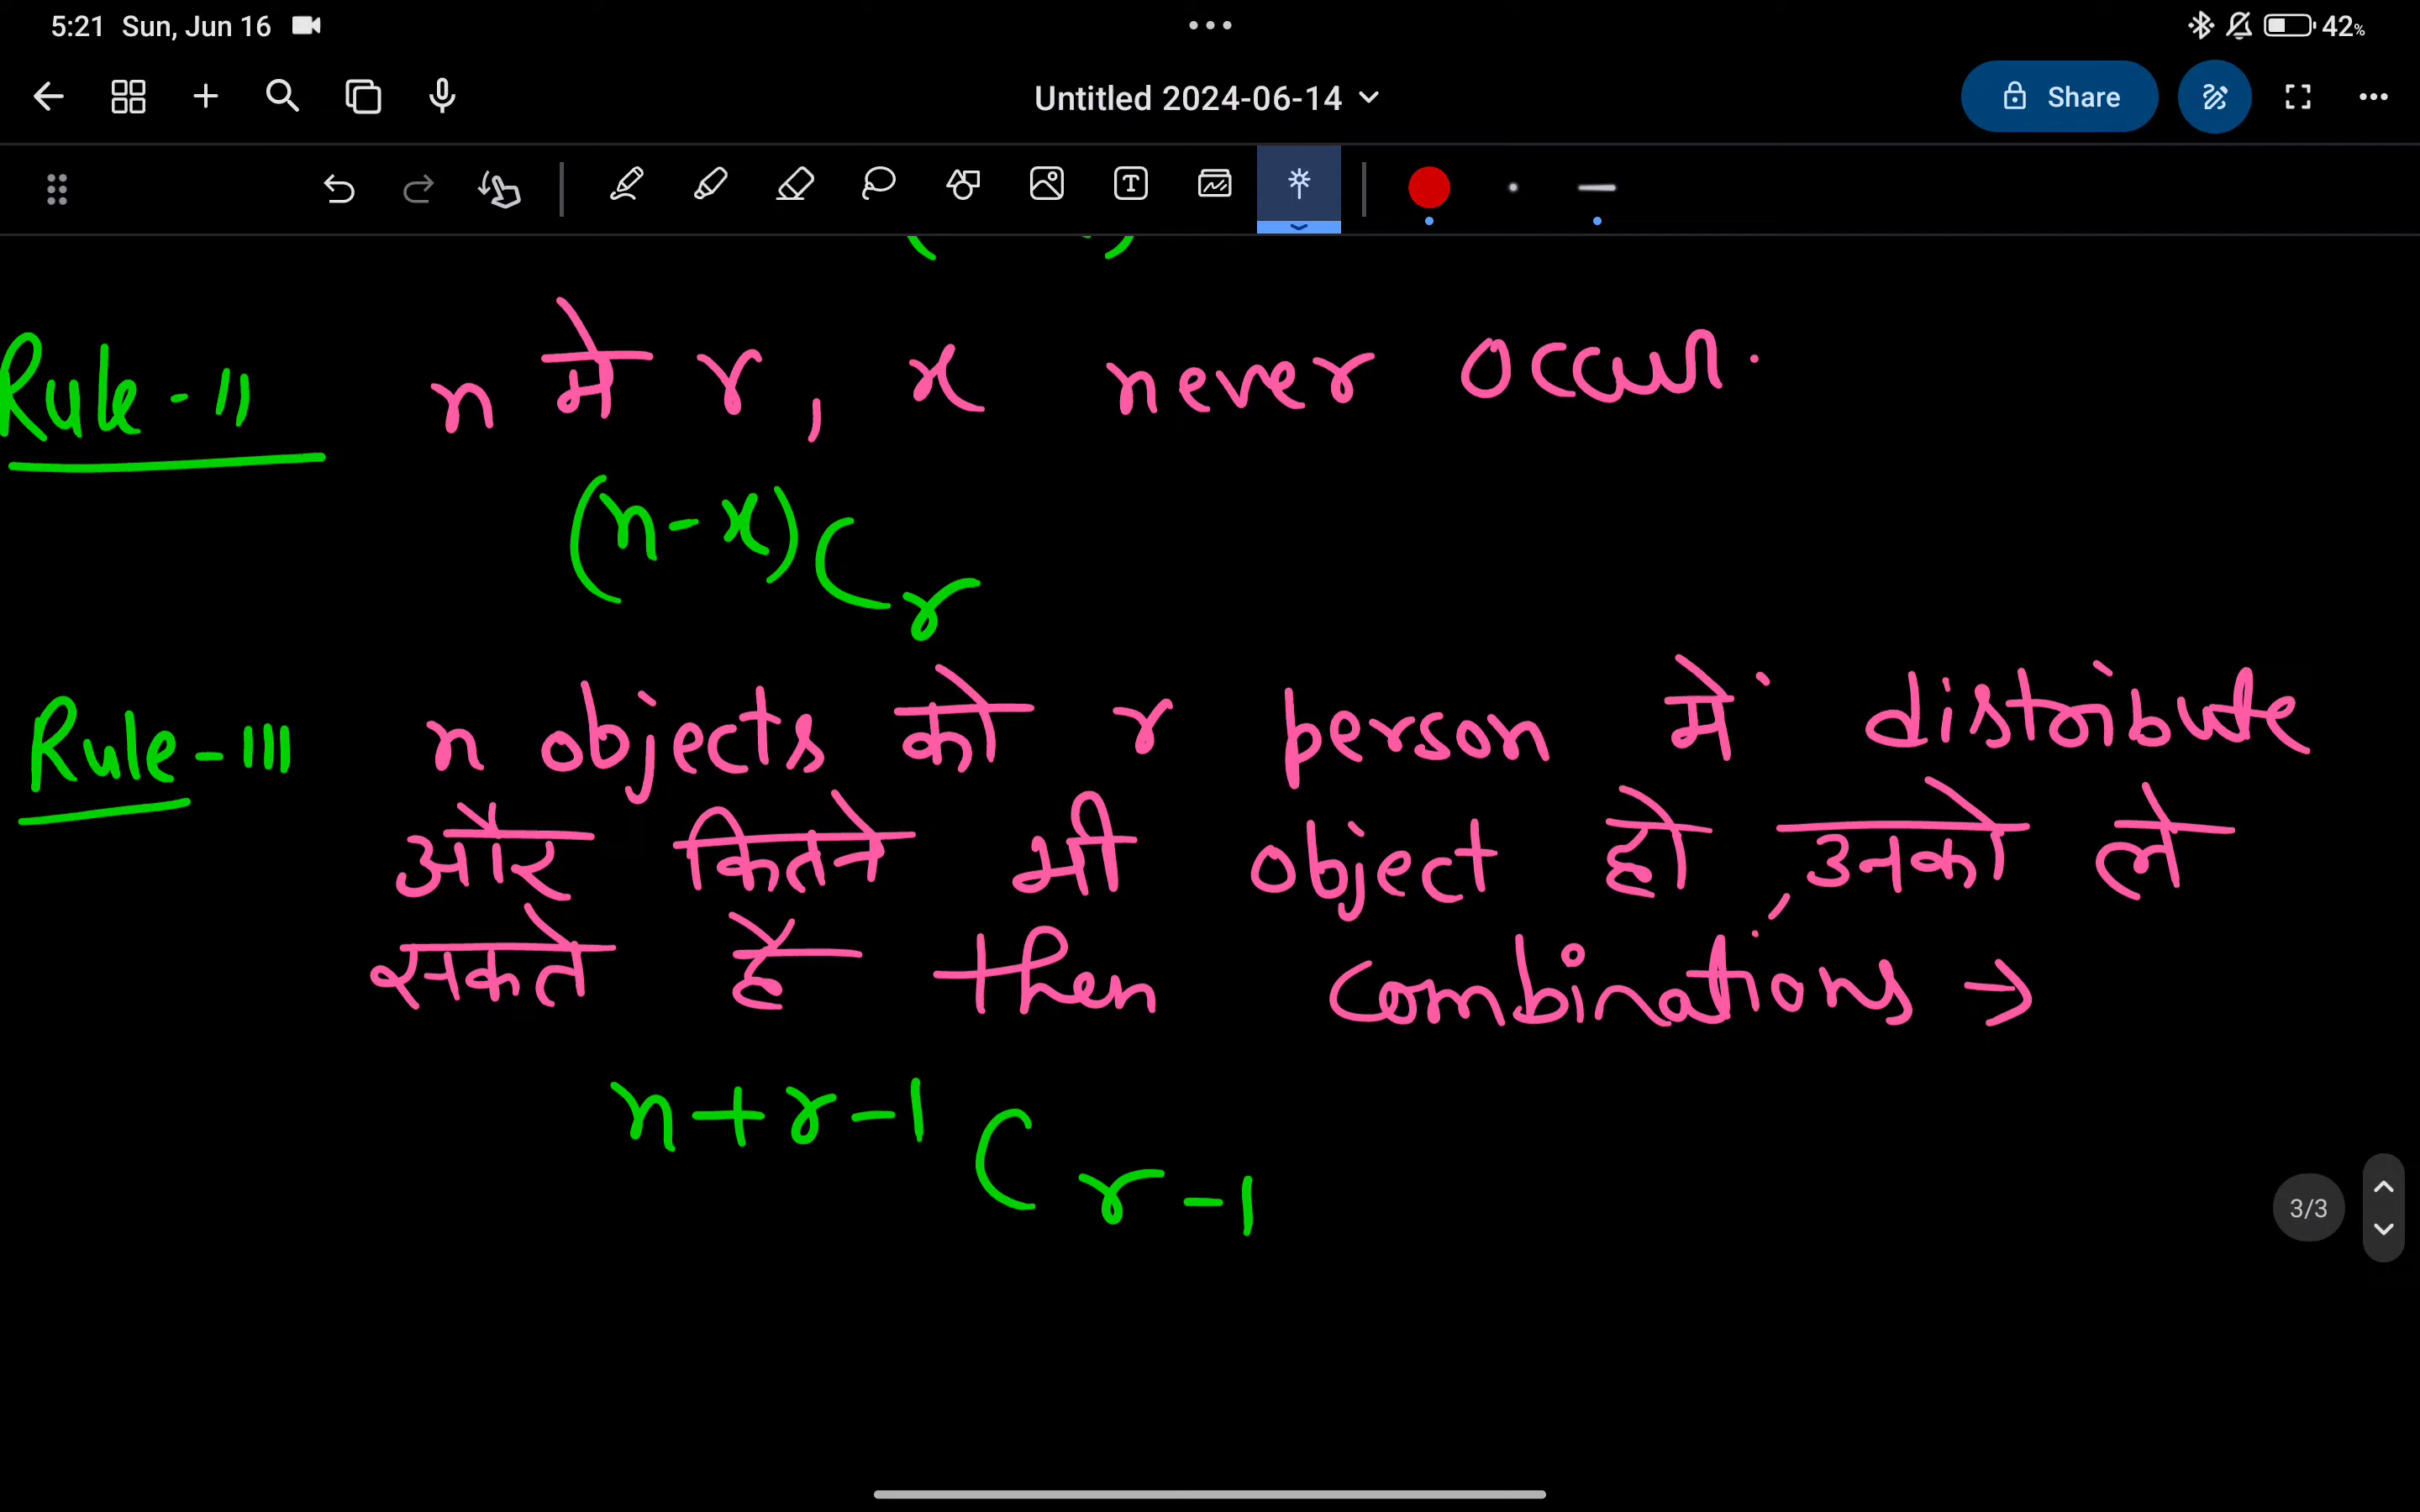 5:21 Sun, Jun 16 42%
Untitled 2024-06-14 Share
Rule-II n मे r, x never occur.
(n-x)Cr
Rule-III n objects को r person में distribute
और कितने भी object हो, उनको ले
सकते है then combinations →
n+r-1 C r-1
3/3